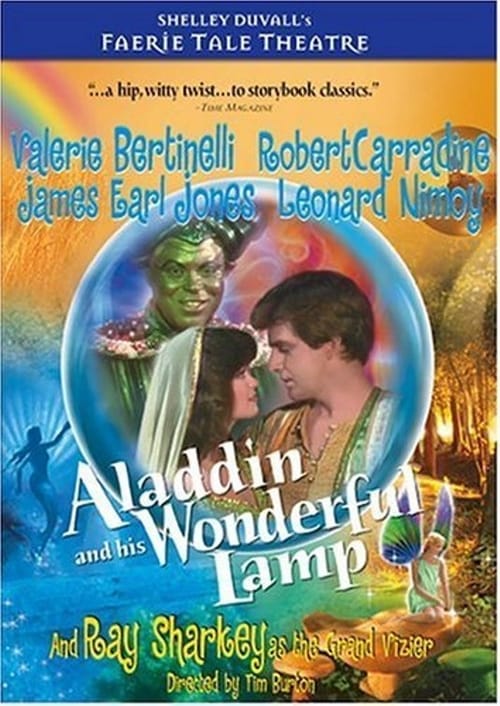 SHELLEY DUVALL's
FAERIE TALE THEATRE
"...a hip, witty twist...to storybook classics."
-TIME MAGAZINE
Valerie Bertinelli Robert Carradine
James Earl Jones Leonard Nimoy
Aladdin
and his Wonderful
Lamp
And Ray Sharkey as the Grand Vizier
Directed by Tim Burton